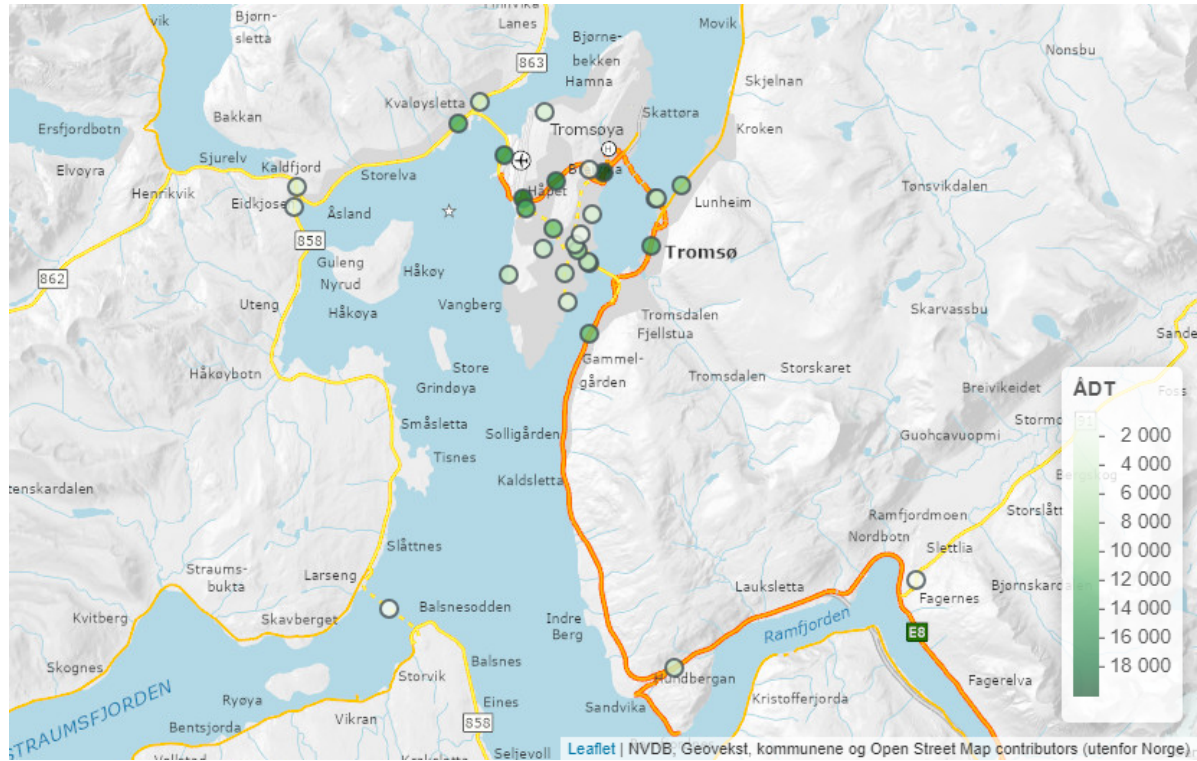 vik
Bjørn-
sletta
Lanes
Bjørne-
bekken
Movik
Nonsbu
863
Hamna
Skjelnan
Kvaløysletta
Bakkan
Skattøra
Ersfjordbotn
Tromsøya
Kroken
Elvøyra
Sjurelv
Kaldfjord
Storelva
H
Henrikvik
Håpet
Tønsvikdalen
Eidkjose
Åsland
Lunheim
858
Tromsø
862
Guleng
Nyrud
Håkøy
Uteng
Håkøya
Vangberg
Tromsdalen
Fjellstua
Skarvassbu
Sande
Håkøybotn
Store
Grindøya
Gammel-
gården
Tromsdalen
Storskaret
Breivikeidet
Foss
ÅDT
Småsletta
Solligården
Guohcavuopmi
Stormo
91
2 000
Tisnes
4 000
Kaldsletta
Bergskog
tenskardalen
6 000
Ramfjordmoen
Storslått
8 000
Nordbotn
Slåttnes
Slettlia
10 000
Straums-
bukta
Larseng
Lauksletta
Bjørnskardalen
12 000
Fagernes
Balsnesodden
Kvitberg
Skavberget
Indre
Berg
Ramfjorden
14 000
E8
16 000
Skognes
Balsnes
18 000
Storvik
Hundbergan
Fagerelva
STRAUMSFJORDEN
Ryøya
Eines
Sandvika
Kristofferjorda
Bentsjorda
Vikran
858
Seljevoll
Leaflet | NVDB, Geovekst, kommunene og Open Street Map contributors (utenfor Norge)